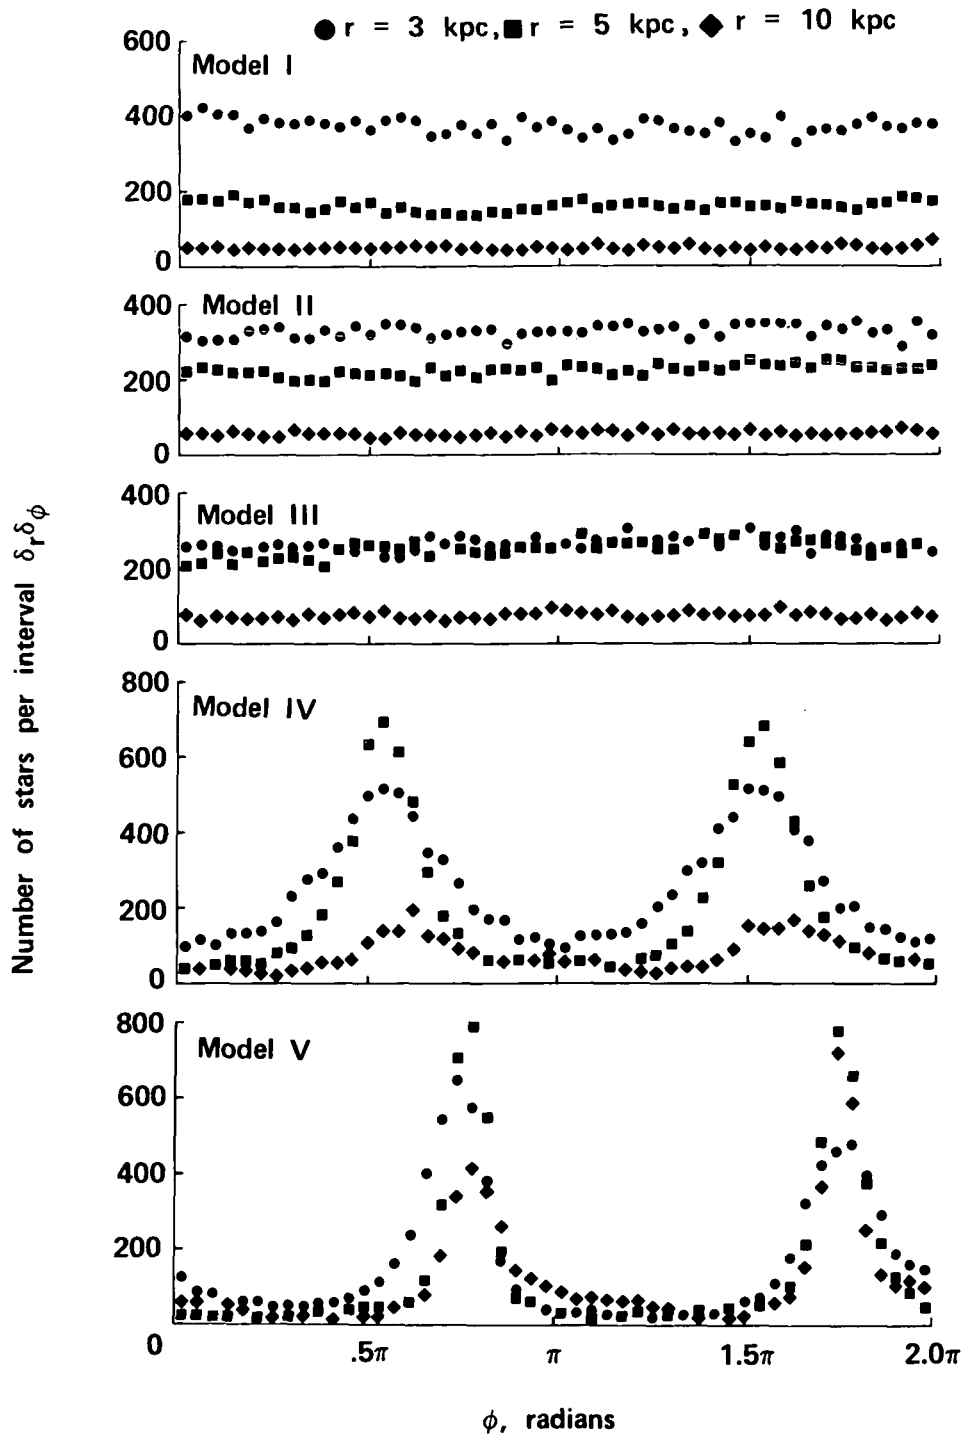 ● r = 3 kpc, ■ r = 5 kpc, ◆ r = 10 kpc
600
Model I
400
200
0
400
Model II
200
0
400
Model III
200
0
800
Model IV
600
400
200
0
800
Model V
600
400
200
0
.5π
π
1.5π
2.0π
φ, radians
Number of stars per interval δrδφ